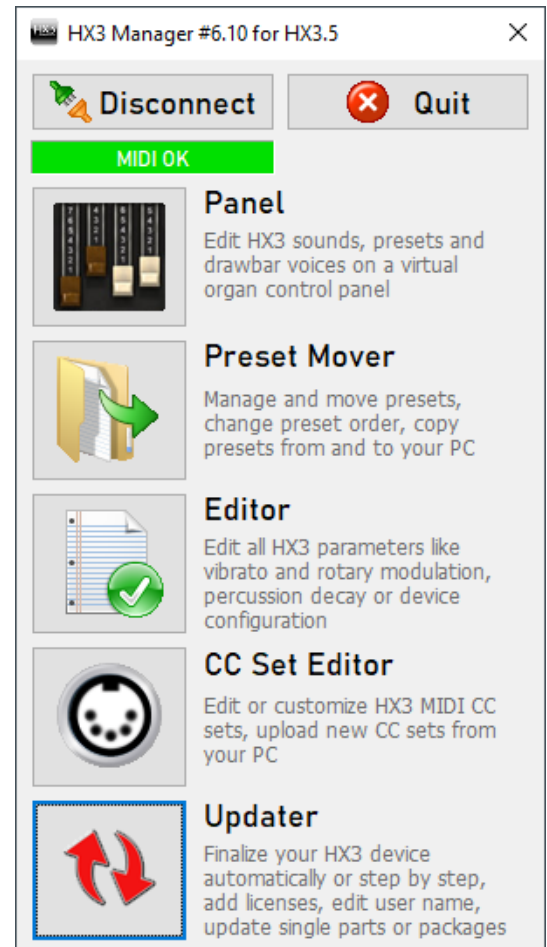 HX3 Manager #6.10 for HX3.5
Disconnect
Quit
MIDI OK
Panel
Edit HX3 sounds, presets and
drawbar voices on a virtual
organ control panel
Preset Mover
Manage and move presets,
change preset order, copy
presets from and to your PC
Editor
Edit all HX3 parameters like
vibrato and rotary modulation,
percussion decay or device
configuration
CC Set Editor
Edit or customize HX3 MIDI CC
sets, upload new CC sets from
your PC
Updater
Finalize your HX3 device
automatically or step by step,
add licenses, edit user name,
update single parts or packages